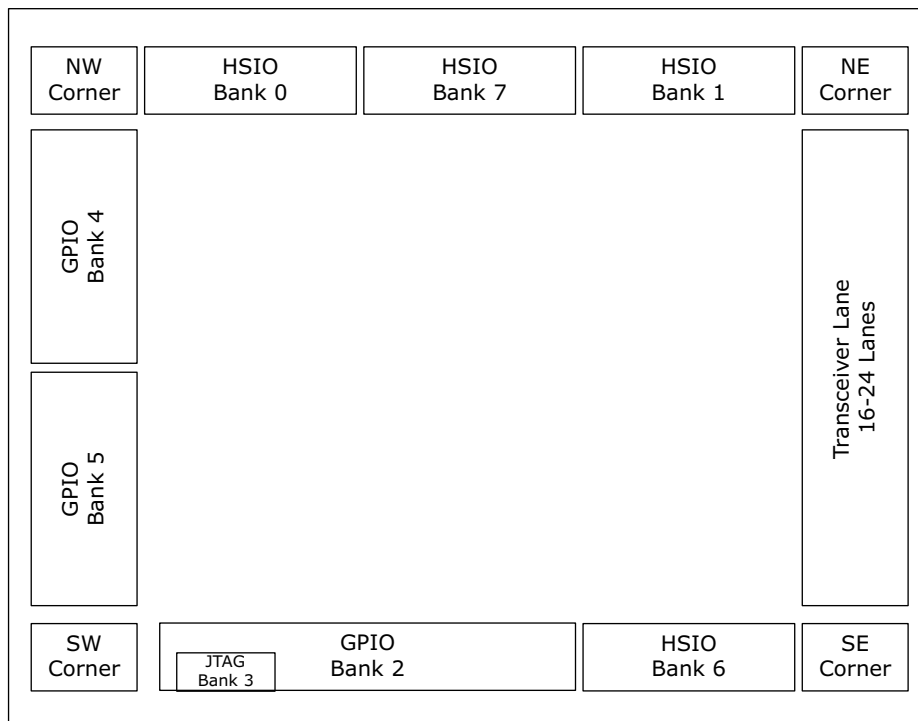 NW
Corner
HSIO
Bank 0
HSIO
Bank 7
HSIO
Bank 1
NE
Corner
GPIO
Bank 4
GPIO
Bank 5
Transceiver Lane
16-24 Lanes
SW
Corner
JTAG
Bank 3
GPIO
Bank 2
HSIO
Bank 6
SE
Corner